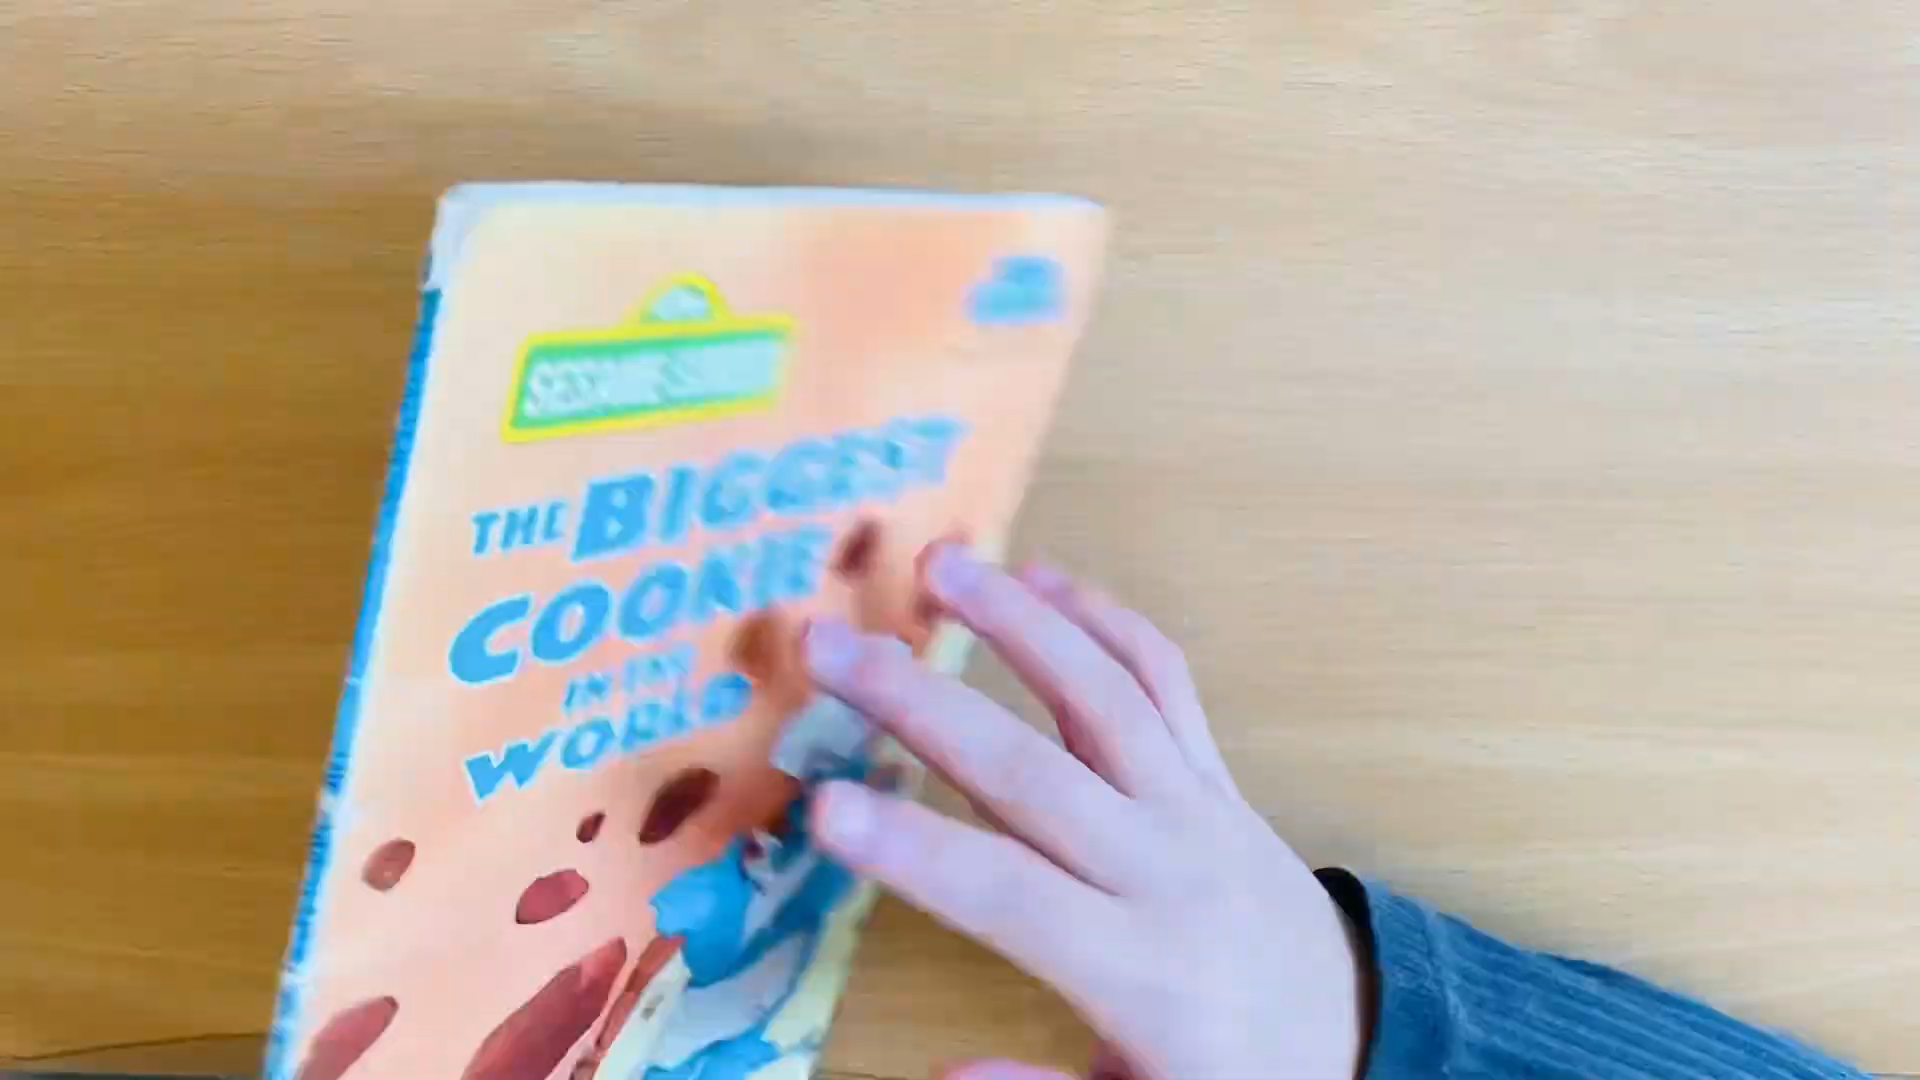 SESAME STREET
THE BIGGEST
COOKIE
IN THE
WORLD